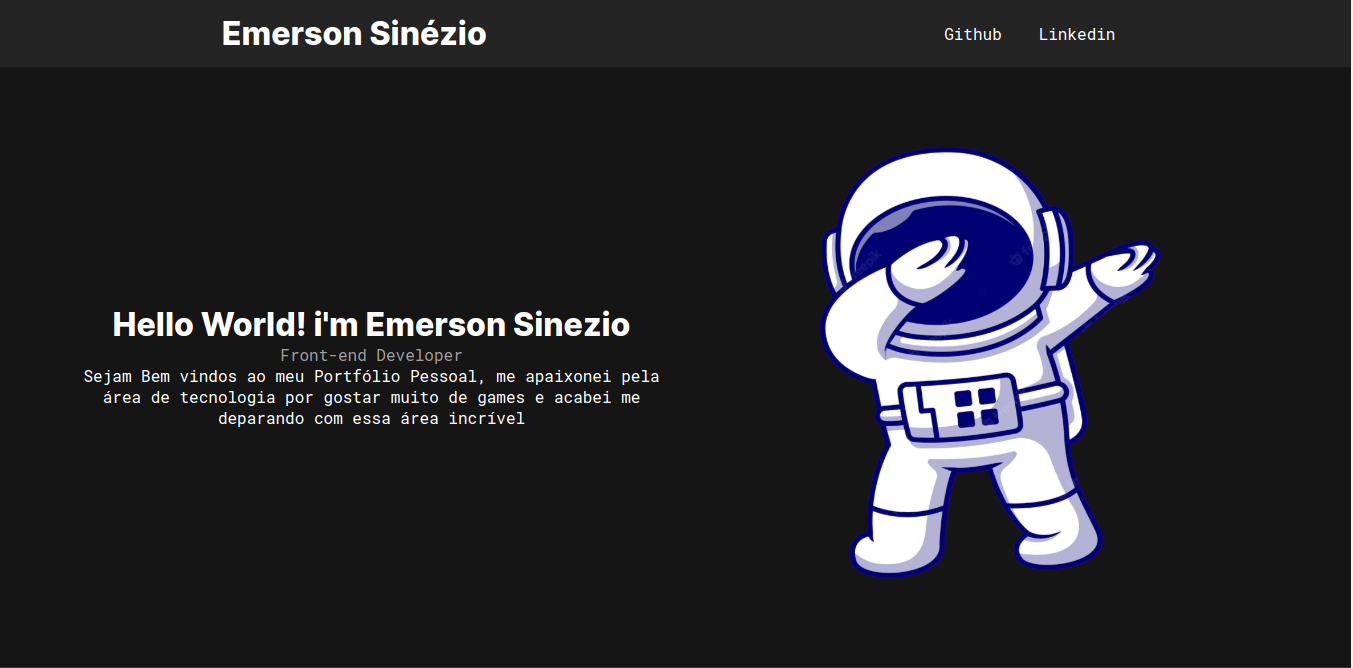 Emerson Sinézio
Github Linkedin
Hello World! i'm Emerson Sinezio
Front-end Developer
Sejam Bem vindos ao meu Portfólio Pessoal, me apaixonei pela
área de tecnologia por gostar muito de games e acabei me
deparando com essa área incrível